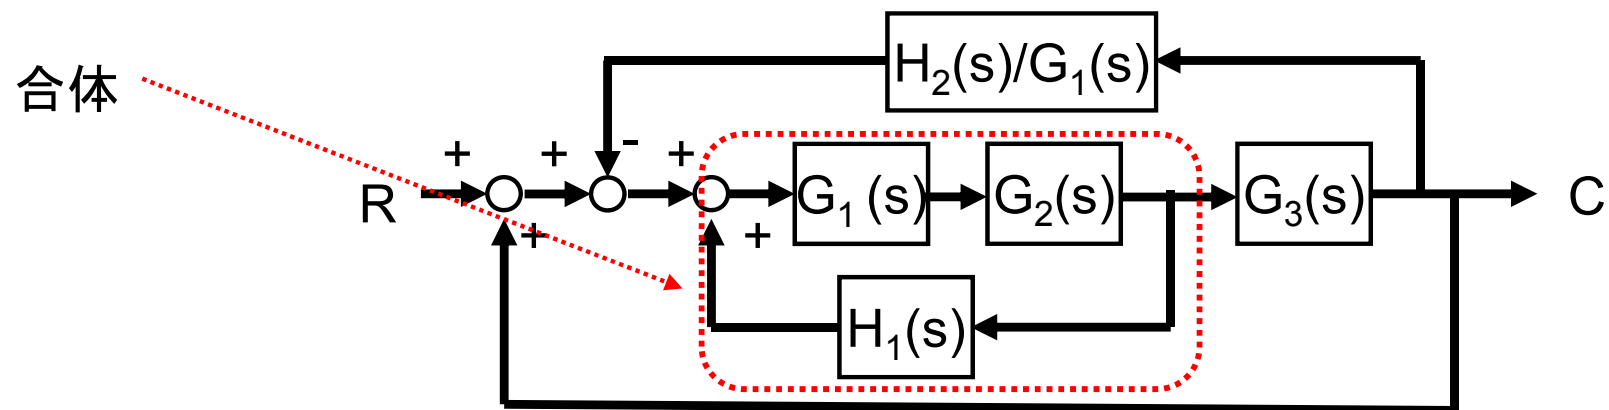 合体
H₂(s)/G₁(s)
+ + - +
R G₁ (s) G₂(s) G₃(s) C
+ +
H₁(s)